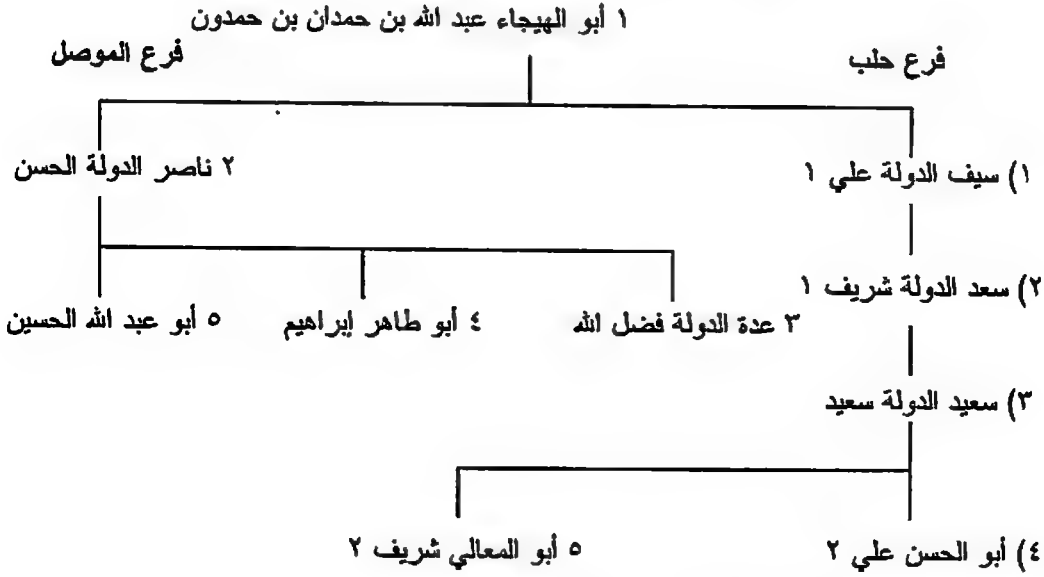 ١ أبو الهيجاء عبد الله بن حمدان بن حمدون
فرع حلب
فرع الموصل
١) سيف الدولة علي ١
٢ ناصر الدولة الحسن
٢) سعد الدولة شريف ١
٣ عدة الدولة فضل الله
٤ أبو طاهر إبراهيم
٥ أبو عبد الله الحسين
٣) سعيد الدولة سعيد
٤) أبو الحسن علي ٢
٥ أبو المعالي شريف ٢